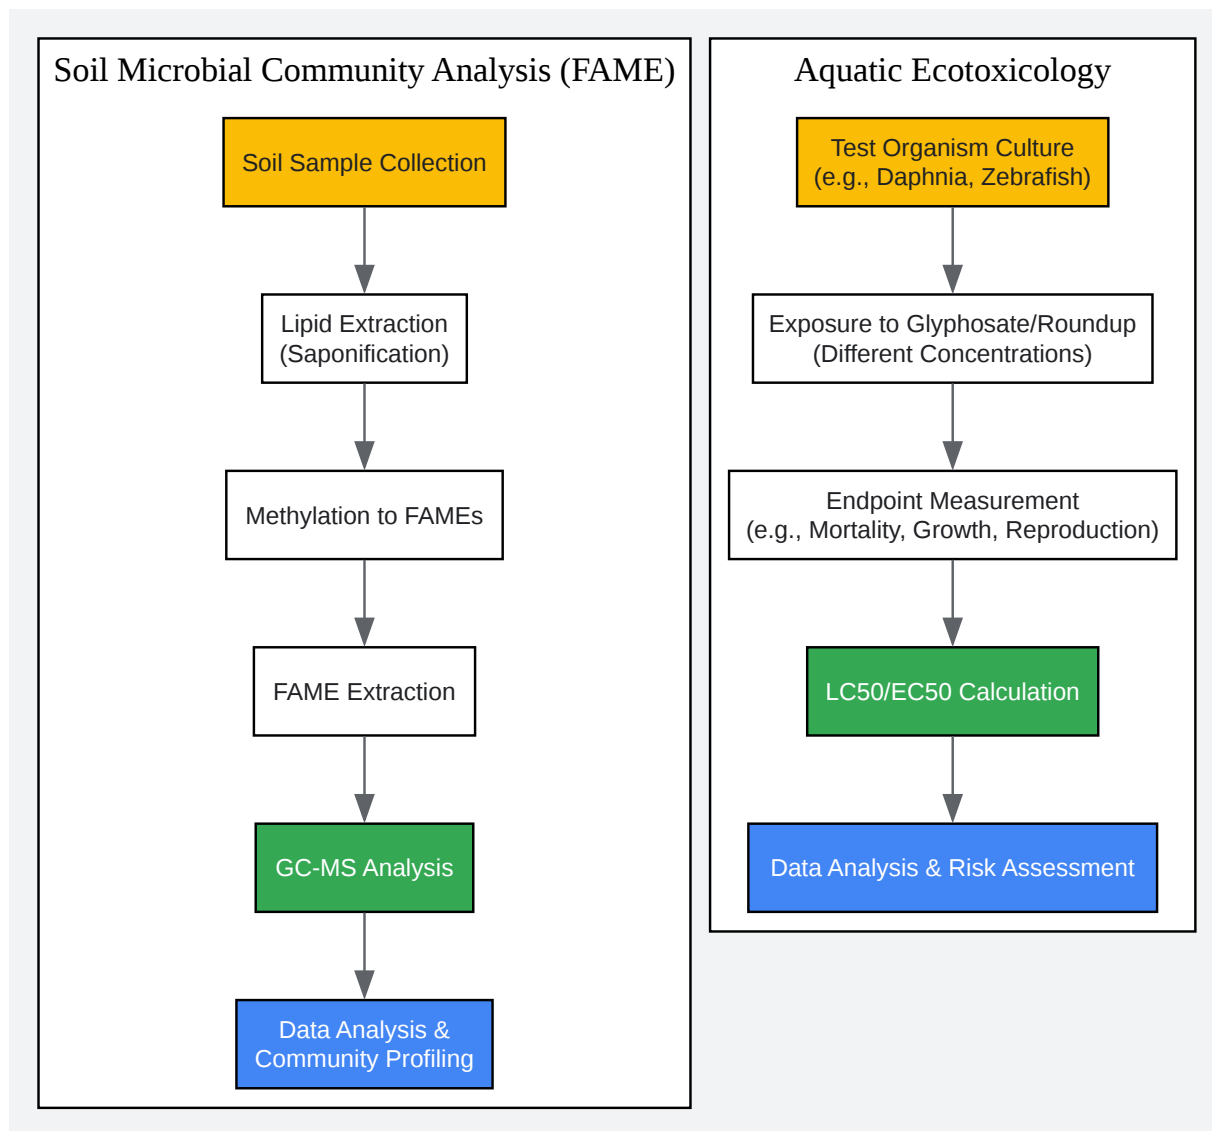 Soil Microbial Community Analysis (FAME)
Soil Sample Collection
Lipid Extraction
(Saponification)
Methylation to FAMEs
FAME Extraction
GC-MS Analysis
Data Analysis &
Community Profiling
Aquatic Ecotoxicology
Test Organism Culture
(e.g., Daphnia, Zebrafish)
Exposure to Glyphosate/Roundup
(Different Concentrations)
Endpoint Measurement
(e.g., Mortality, Growth, Reproduction)
LC50/EC50 Calculation
Data Analysis & Risk Assessment